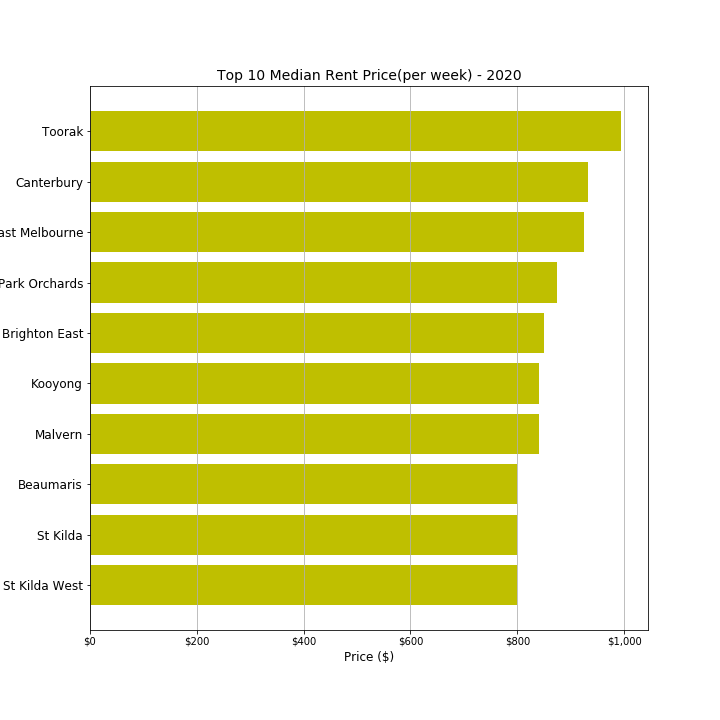 Top 10 Median Rent Price(per week) - 2020
Toorak
Canterbury
ast Melbourne
Park Orchards
Brighton East
Kooyong
Malvern
Beaumaris
St Kilda
St Kilda West
$0 $200 $400 $600 $800 $1,000
Price ($)